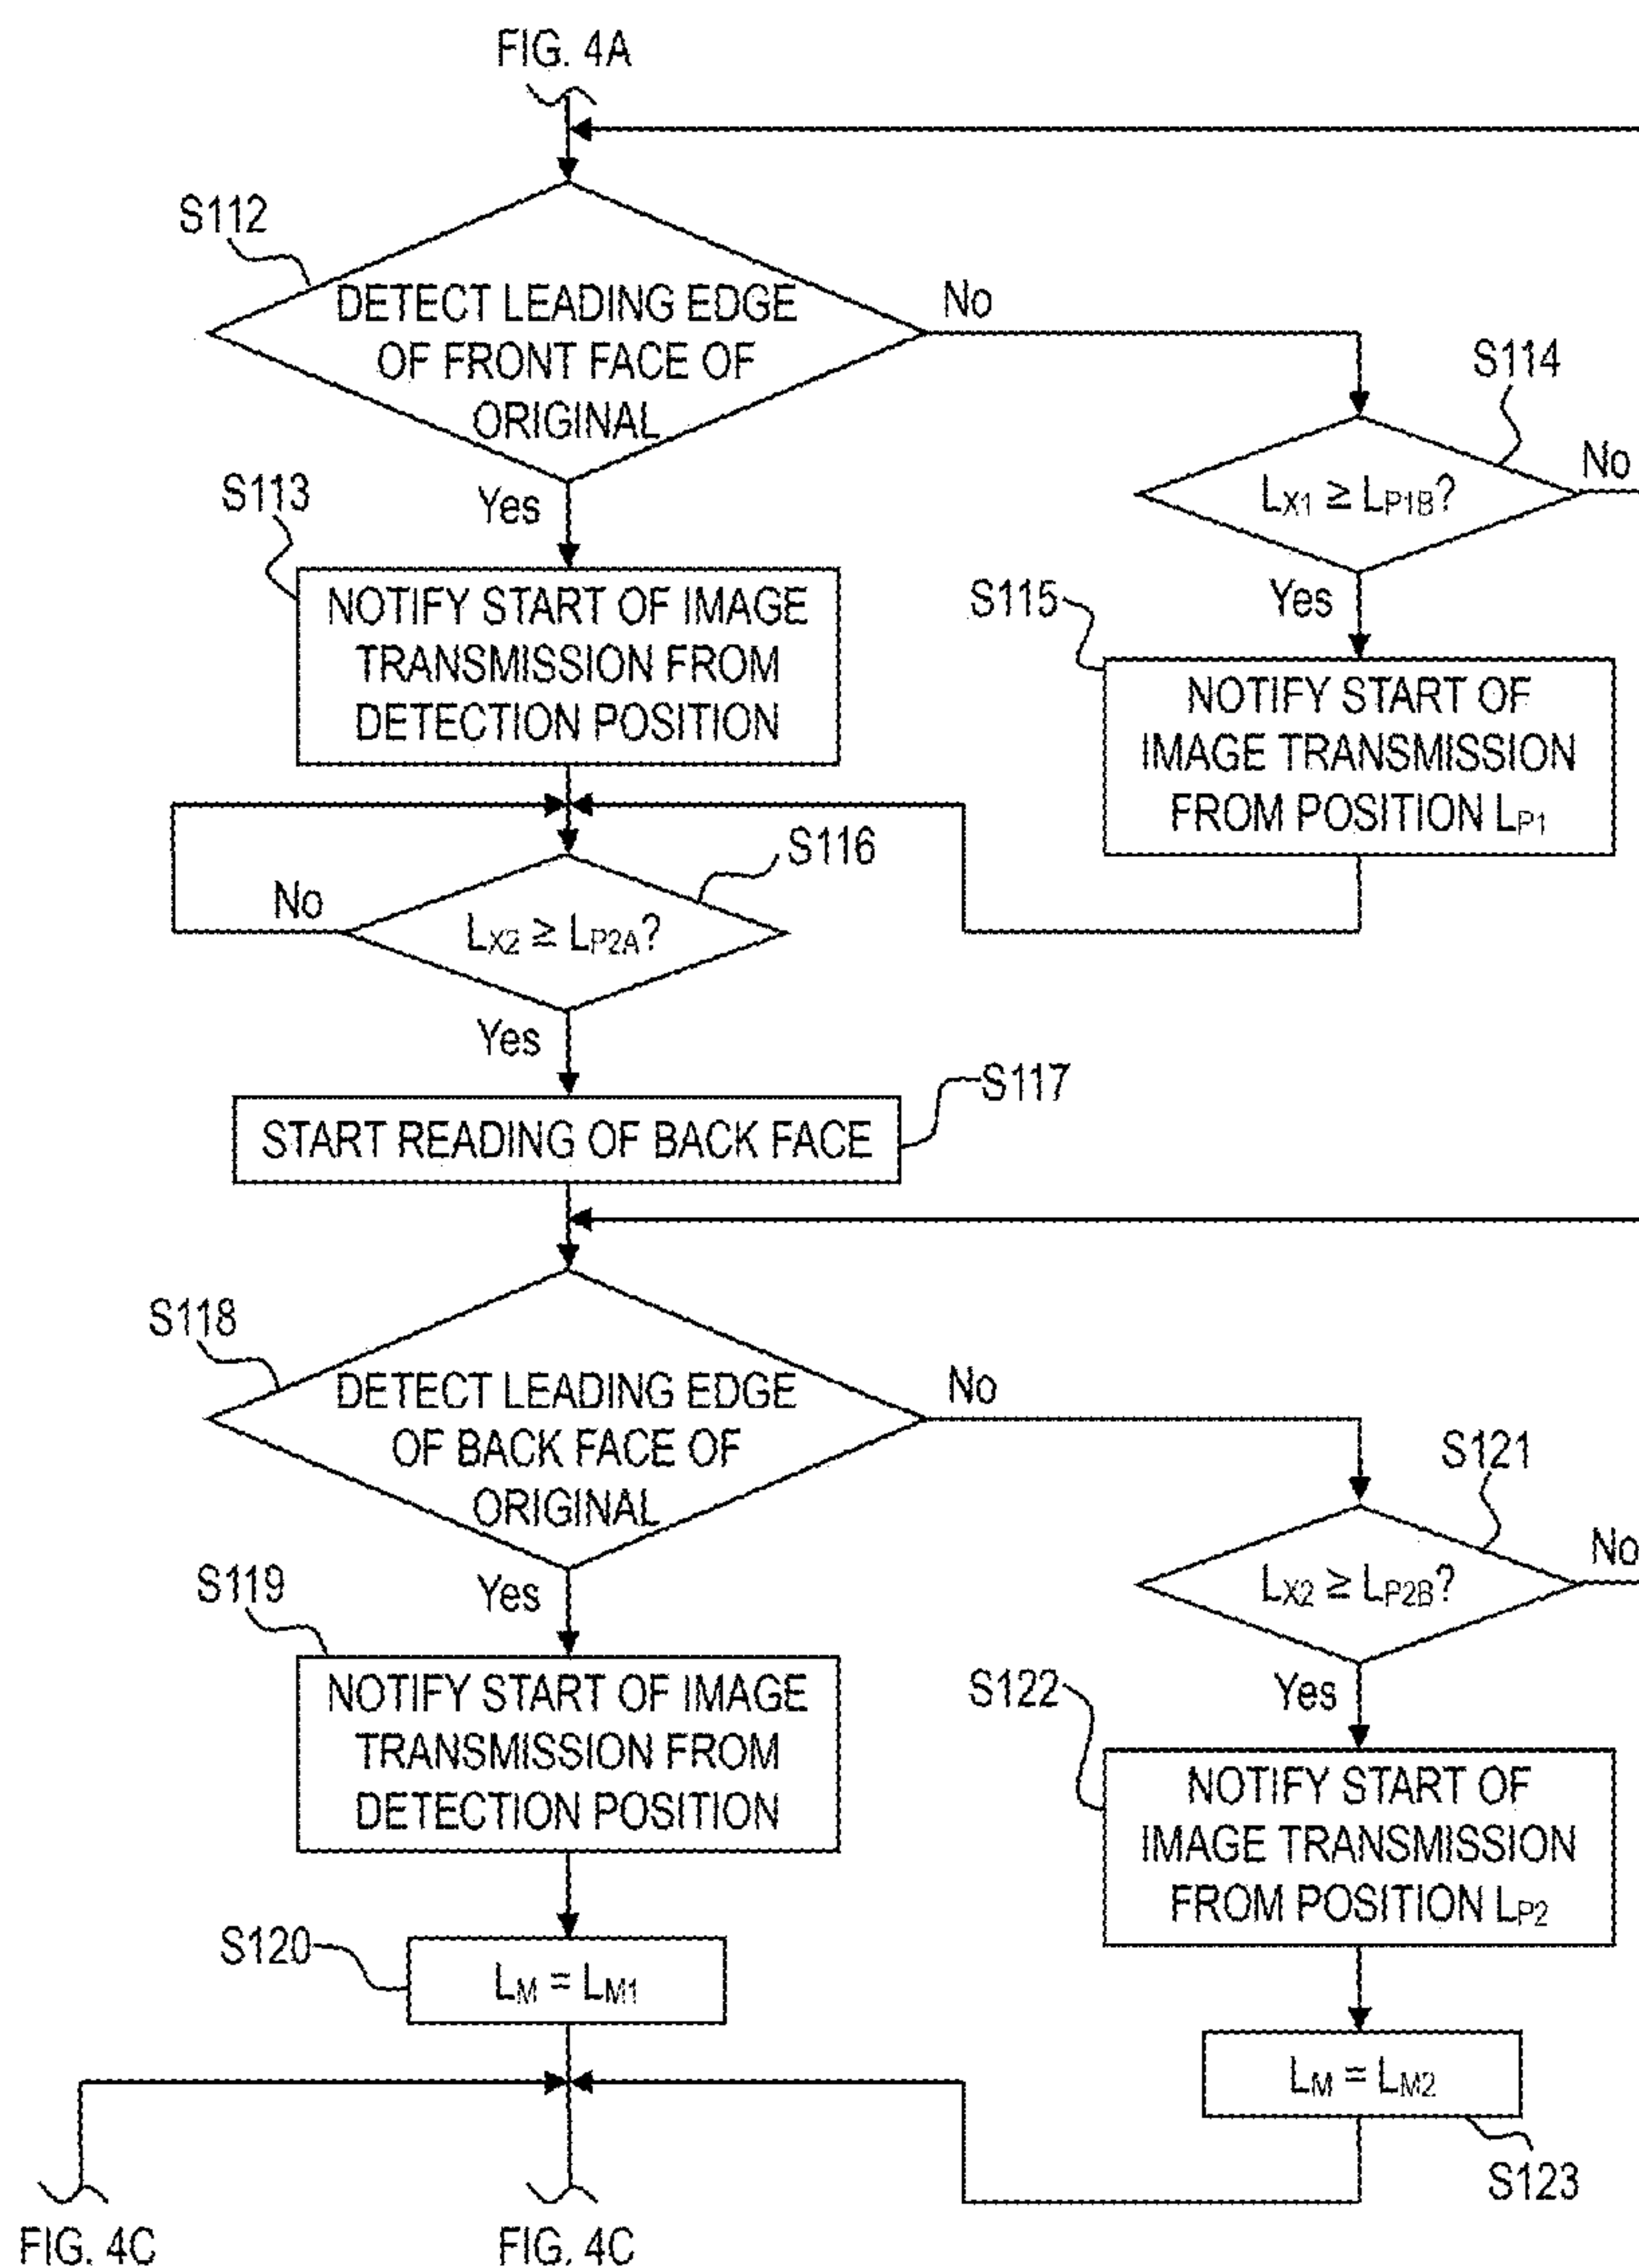 FIG. 4A
S112
DETECT LEADING EDGE
OF FRONT FACE OF
ORIGINAL
No
Yes
S114
LX1 ≥ LP1B?
No
Yes
S113
NOTIFY START OF IMAGE
TRANSMISSION FROM
DETECTION POSITION
S115
NOTIFY START OF
IMAGE TRANSMISSION
FROM POSITION LP1
S116
LX2 ≥ LP2A?
No
Yes
S117
START READING OF BACK FACE
S118
DETECT LEADING EDGE
OF BACK FACE OF
ORIGINAL
No
Yes
S121
LX2 ≥ LP2B?
No
Yes
S119
NOTIFY START OF IMAGE
TRANSMISSION FROM
DETECTION POSITION
S122
NOTIFY START OF
IMAGE TRANSMISSION
FROM POSITION LP2
S120
LM = LM1
LM = LM2
S123
FIG. 4C
FIG. 4C